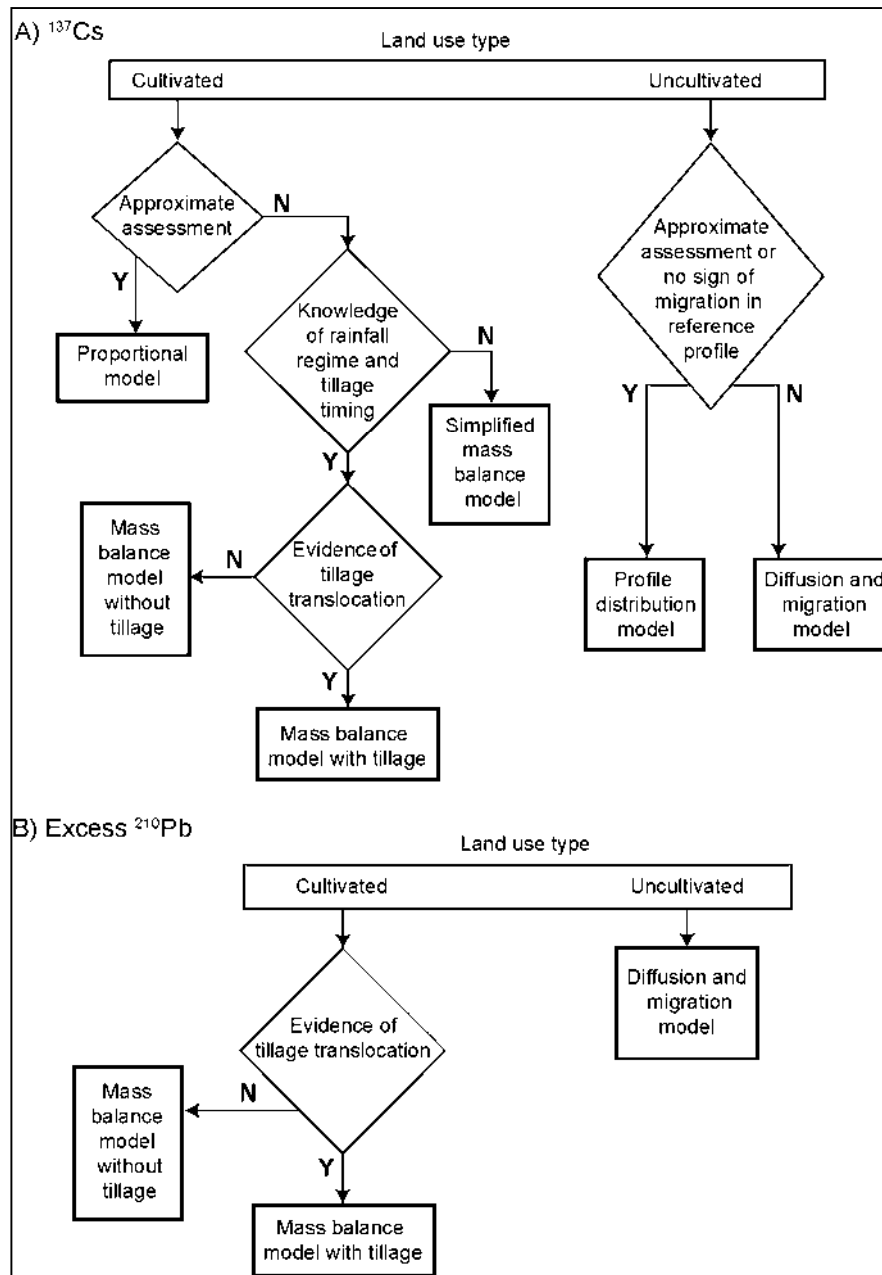 A) ¹³⁷Cs
Land use type
Cultivated
Uncultivated
Approximate
assessment
N
Y
Proportional
model
Knowledge
of rainfall
regime and
tillage
timing
N
Simplified
mass
balance
model
Y
Evidence of
tillage
translocation
N
Mass
balance
model
without
tillage
Y
Mass balance
model with tillage
Approximate
assessment or
no sign of
migration in
reference
profile
Y
N
Profile
distribution
model
Diffusion and
migration model
B) Excess ²¹⁰Pb
Land use type
Cultivated
Uncultivated
Evidence of
tillage translocation
N
Mass
balance
model
without
tillage
Y
Mass balance
model with tillage
Diffusion and
migration
model